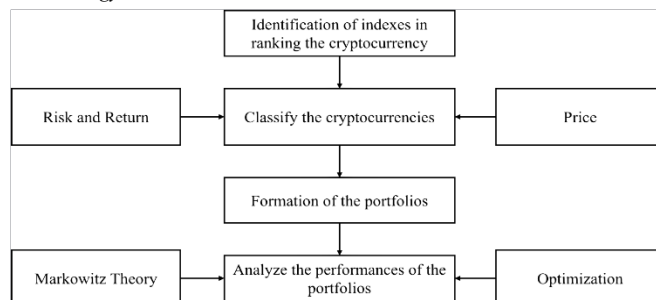 Identification of indexes in
ranking the cryptocurrency
Risk and Return
Classify the cryptocurrencies
Price
Formation of the portfolios
Markowitz Theory
Analyze the performances of the
portfolios
Optimization